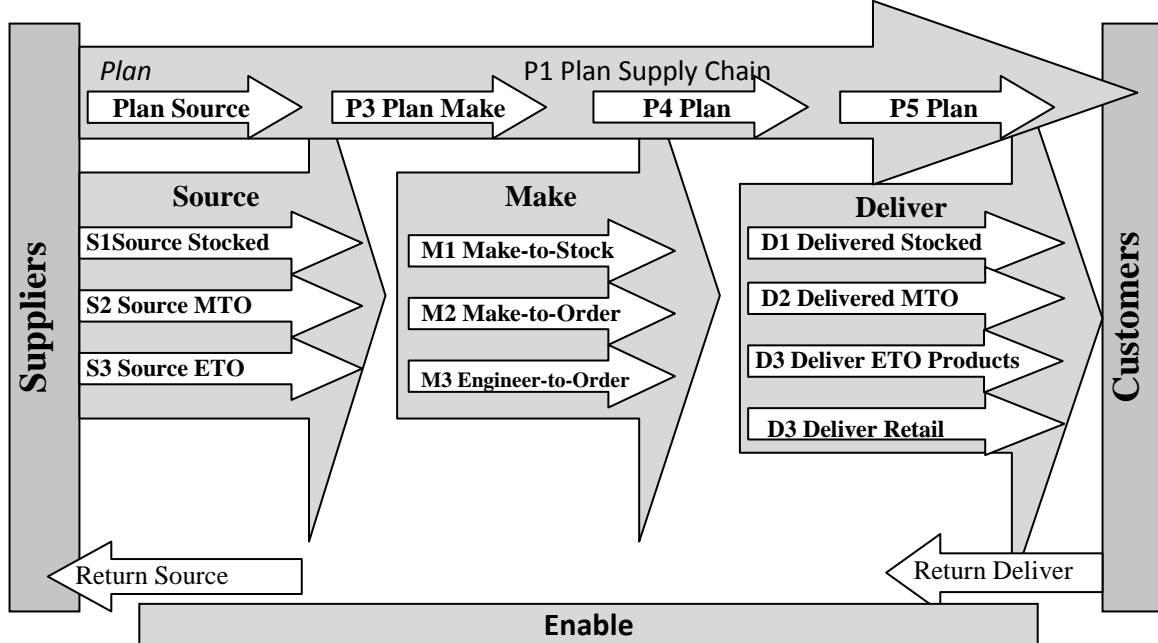 Suppliers
Plan
P1 Plan Supply Chain
Plan Source
P3 Plan Make
P4 Plan
P5 Plan
Source
S1Source Stocked
S2 Source MTO
S3 Source ETO
Make
M1 Make-to-Stock
M2 Make-to-Order
M3 Engineer-to-Order
Deliver
D1 Delivered Stocked
D2 Delivered MTO
D3 Deliver ETO Products
D3 Deliver Retail
Customers
Return Source
Return Deliver
Enable